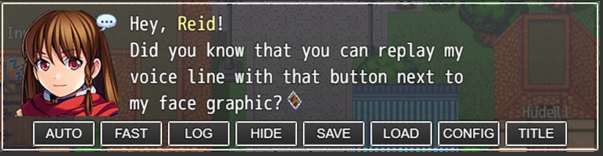 Hey, Reid!
Did you know that you can replay my
voice line with that button next to
my face graphic?
AUTO FAST LOG HIDE SAVE LOAD CONFIG TITLE